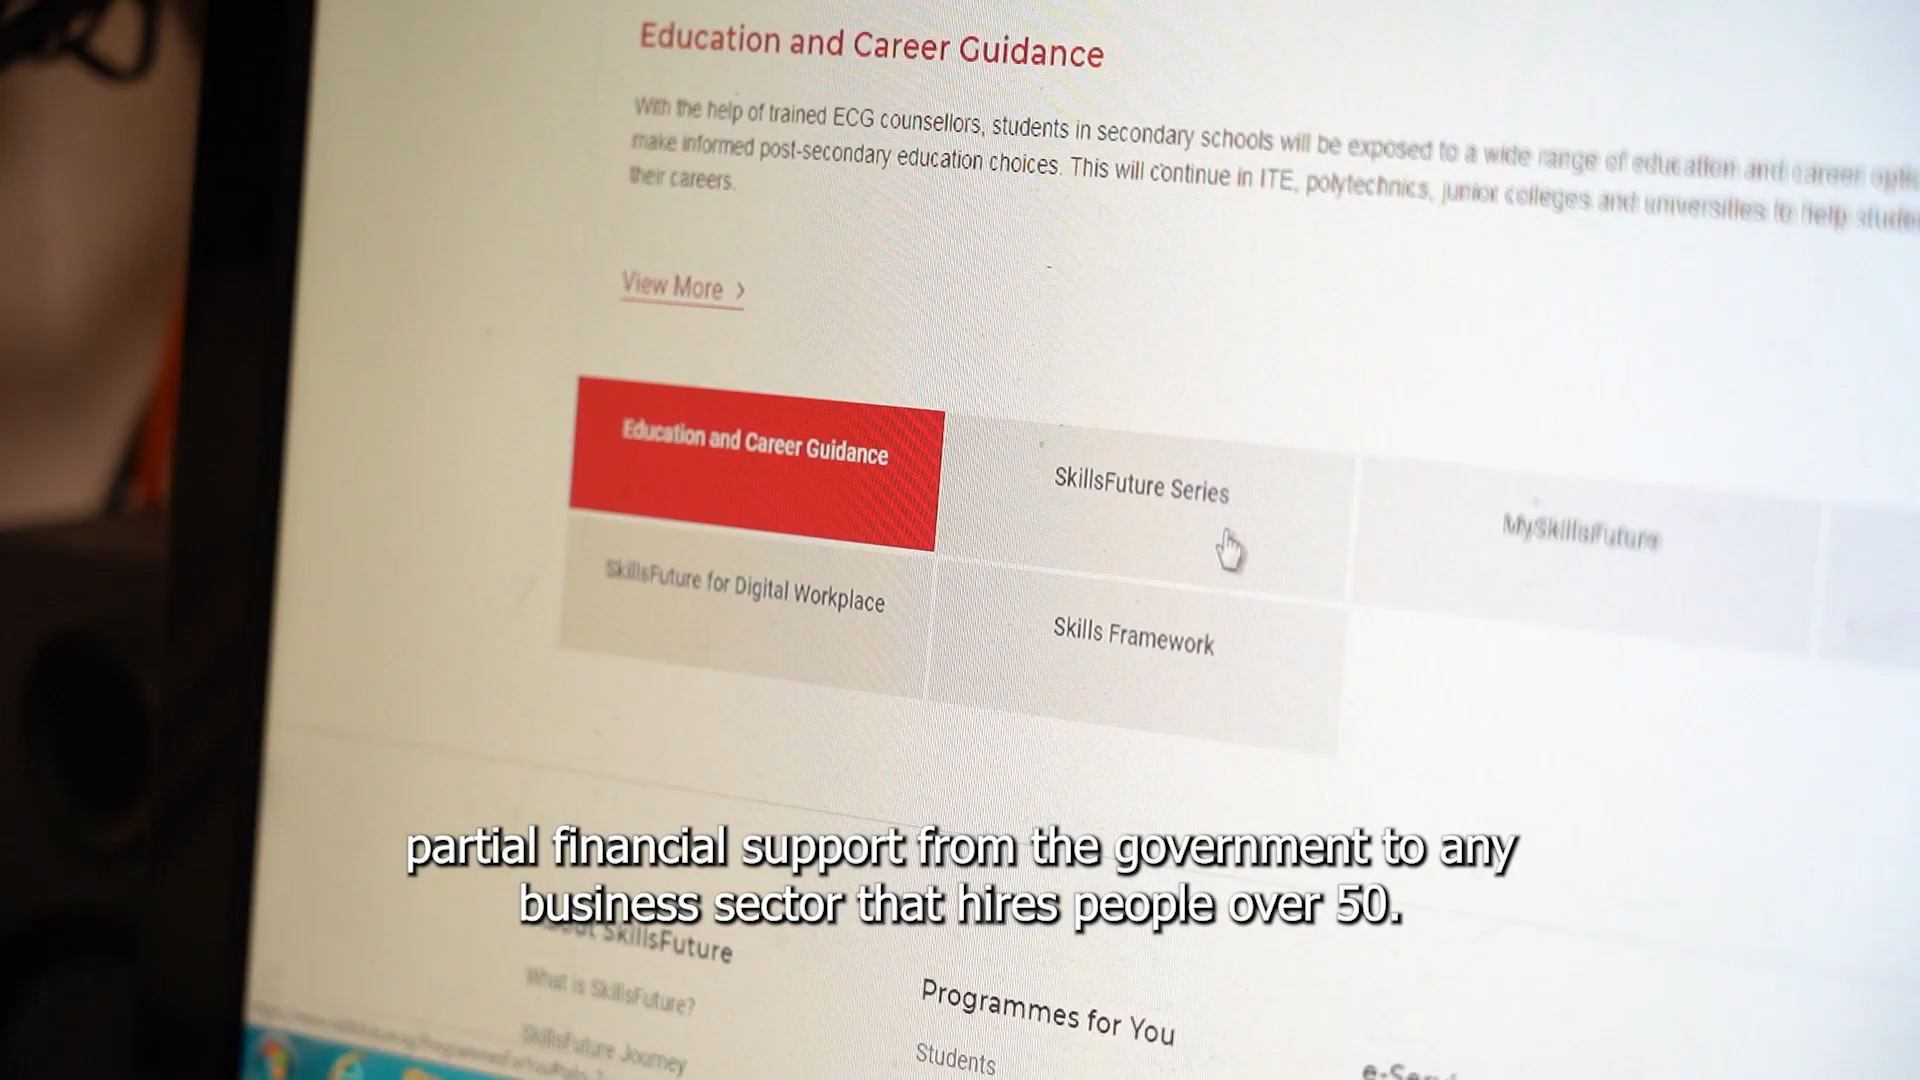 Education and Career Guidance
With the help of trained ECG counsellors, students in secondary schools will be exposed to a wide range of education and career
make informed post-secondary education choices. This will continue in ITE, polytechnics, junior colleges and universities to help
their careers.
View More >
Education and Career Guidance
SkillsFuture Series
MySkillsFuture
SkillsFuture for Digital Workplace
Skills Framework
partial financial support from the government to any
business sector that hires people over 50.
SkillsFuture
What is SkillsFuture?
SkillsFuture Journey
Programmes for You
Students